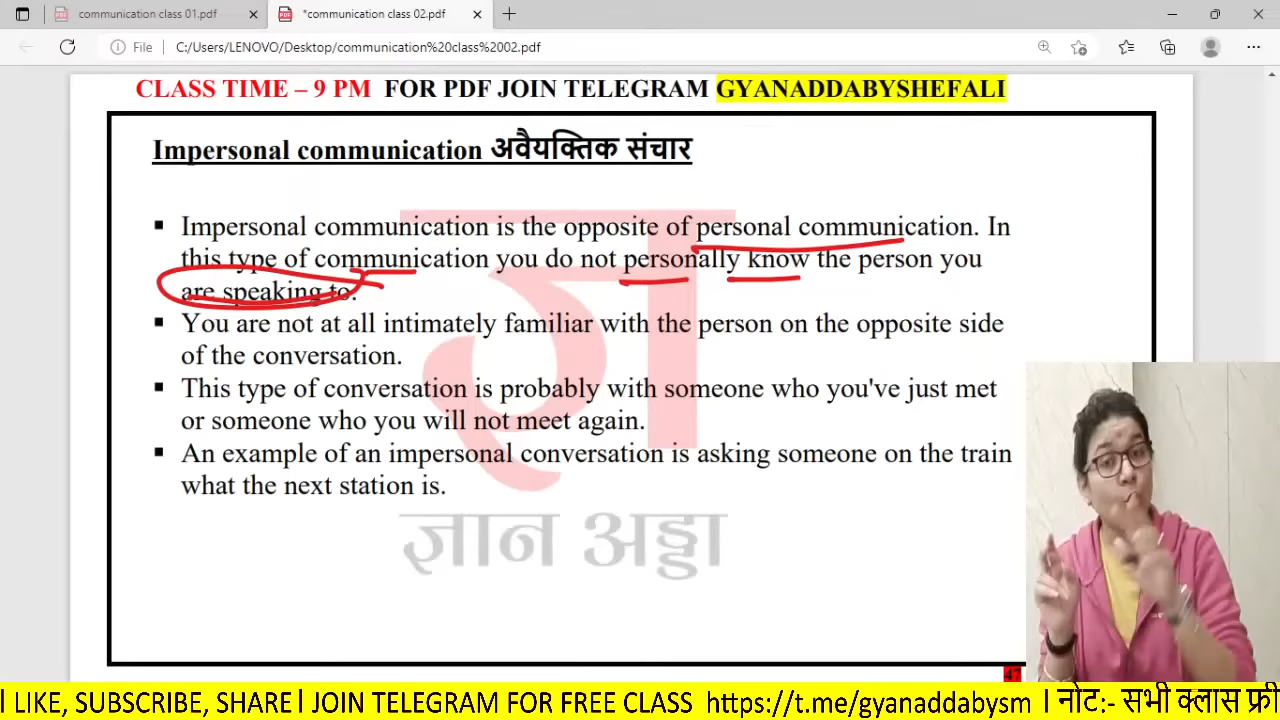 communication class 01.pdf
*communication class 02.pdf
File
C:/Users/LENOVO/Desktop/communication%20class%2002.pdf
CLASS TIME – 9 PM FOR PDF JOIN TELEGRAM GYANADDABYSHEFALI
Impersonal communication अवैयक्तिक संचार
▪ Impersonal communication is the opposite of personal communication. In
this type of communication you do not personally know the person you
are speaking to.
▪ You are not at all intimately familiar with the person on the opposite side
of the conversation.
▪ This type of conversation is probably with someone who you've just met
or someone who you will not meet again.
▪ An example of an impersonal conversation is asking someone on the train
what the next station is.
ज्ञान अड्डा
47
। LIKE, SUBSCRIBE, SHARE। JOIN TELEGRAM FOR FREE CLASS https://t.me/gyanaddabysm । नोट:- सभी क्लास फ्री